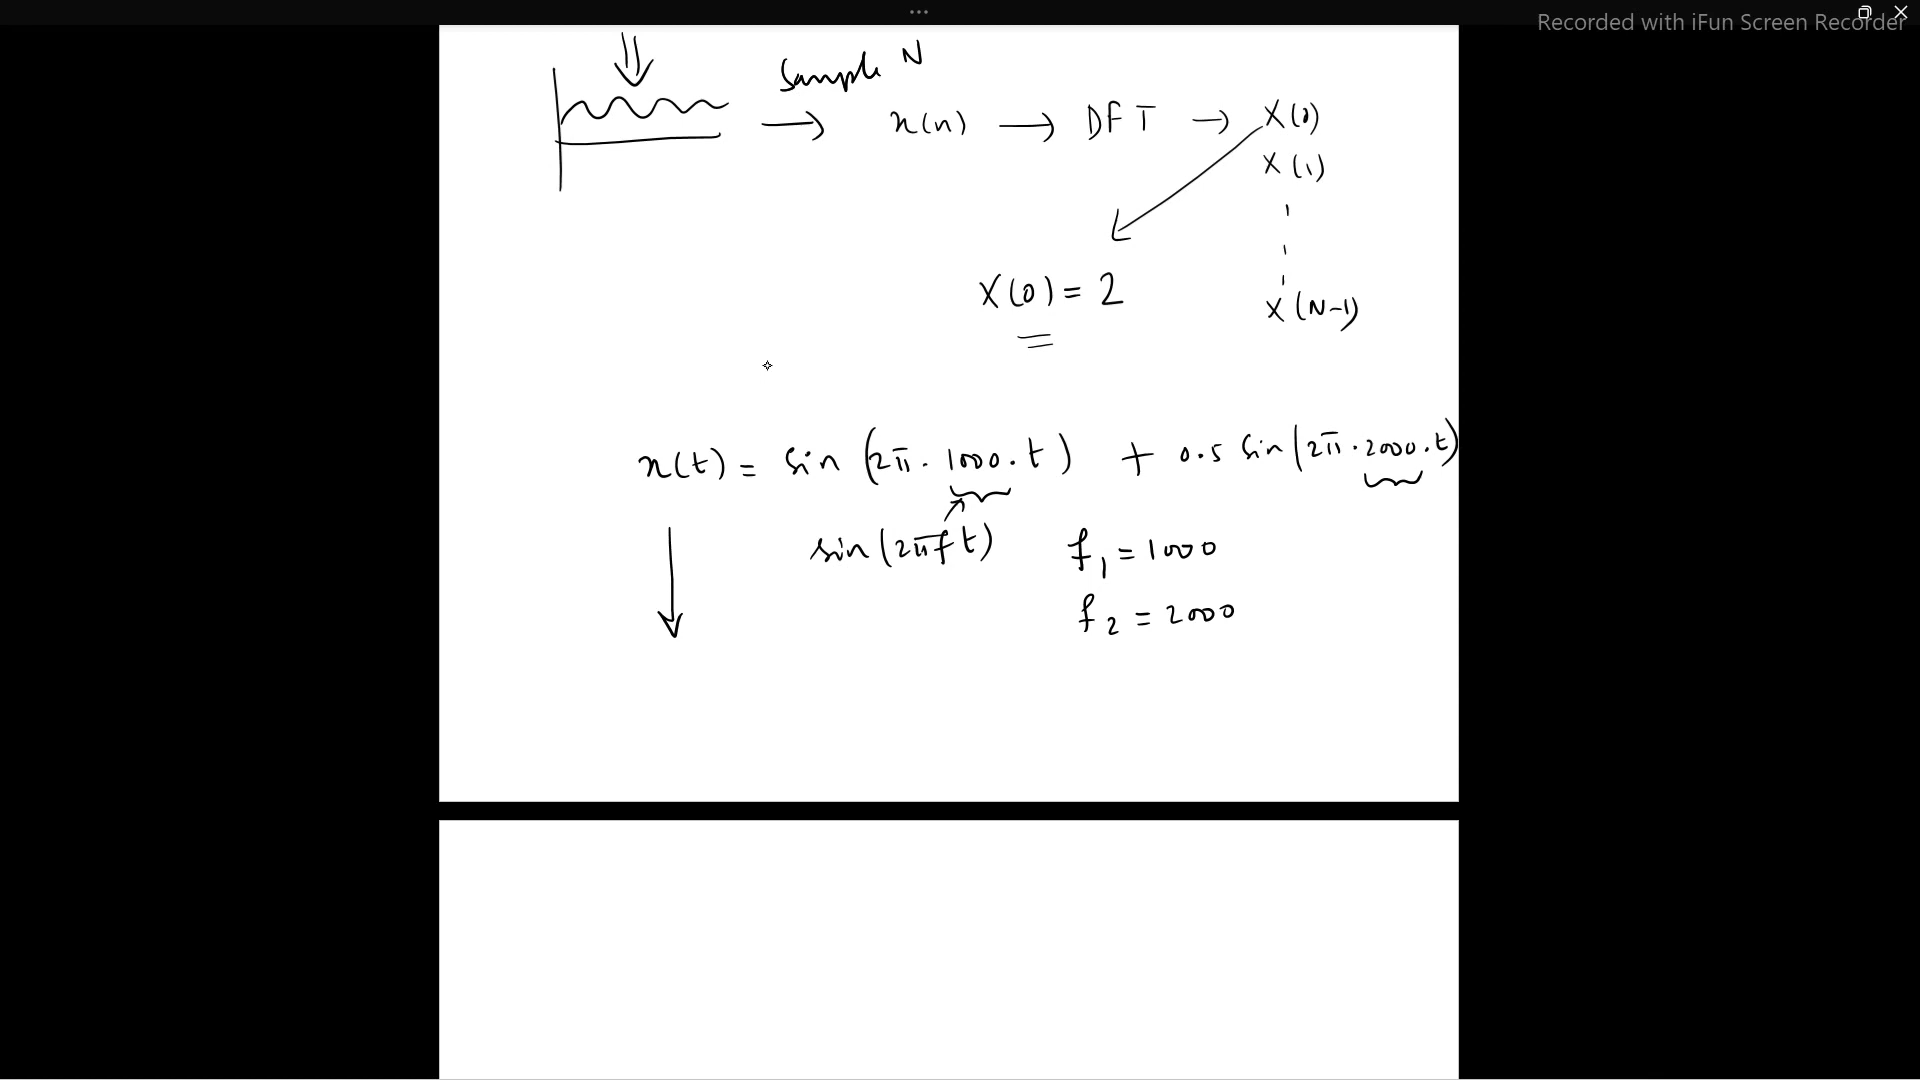 Recorded with iFun Screen Recorder
Sample N
x(n) → DFT → X(0)
X(1)
X(N-1)
X(0) = 2
x(t) = sin (2π · 1000 · t) + 0.5 sin (2π · 2000 · t)
sin (2πft) f₁ = 1000
f₂ = 2000